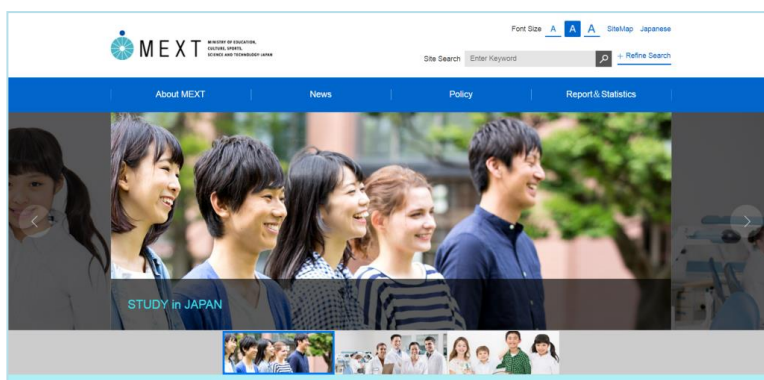 Font Size A A A SiteMap Japanese
MEXT
MINISTRY OF EDUCATION,
CULTURE, SPORTS,
SCIENCE AND TECHNOLOGY-JAPAN
Site Search Enter Keyword + Refine Search
About MEXT News Policy Report&Statistics
STUDY in JAPAN